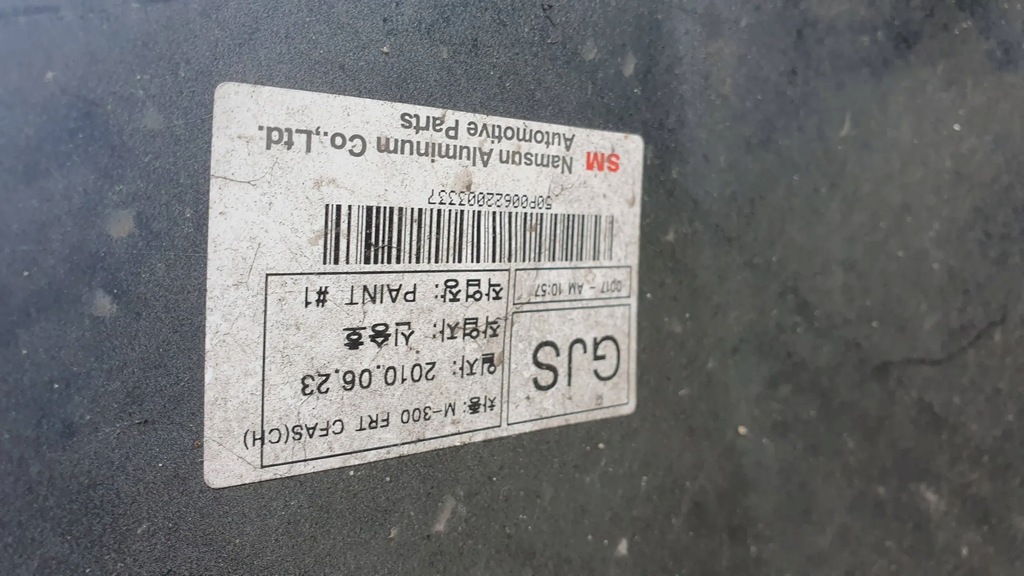 GJS
차종: M-300 FRT CFAS(CH)
일자: 2010.06.23
작업자: 신승호
작업장: PAINT #1
0017 - AM 10:57
50P00622003337
SM Namsun Aluminum Co.,Ltd.
Automotive Parts